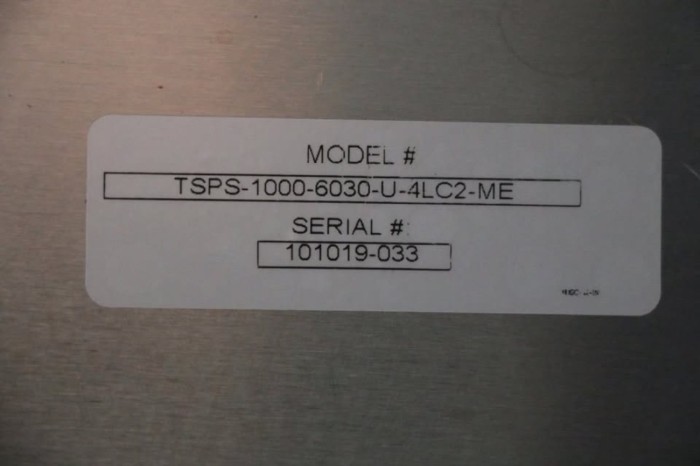 MODEL #
TSPS-1000-6030-U-4LC2-ME
SERIAL #:
101019-033